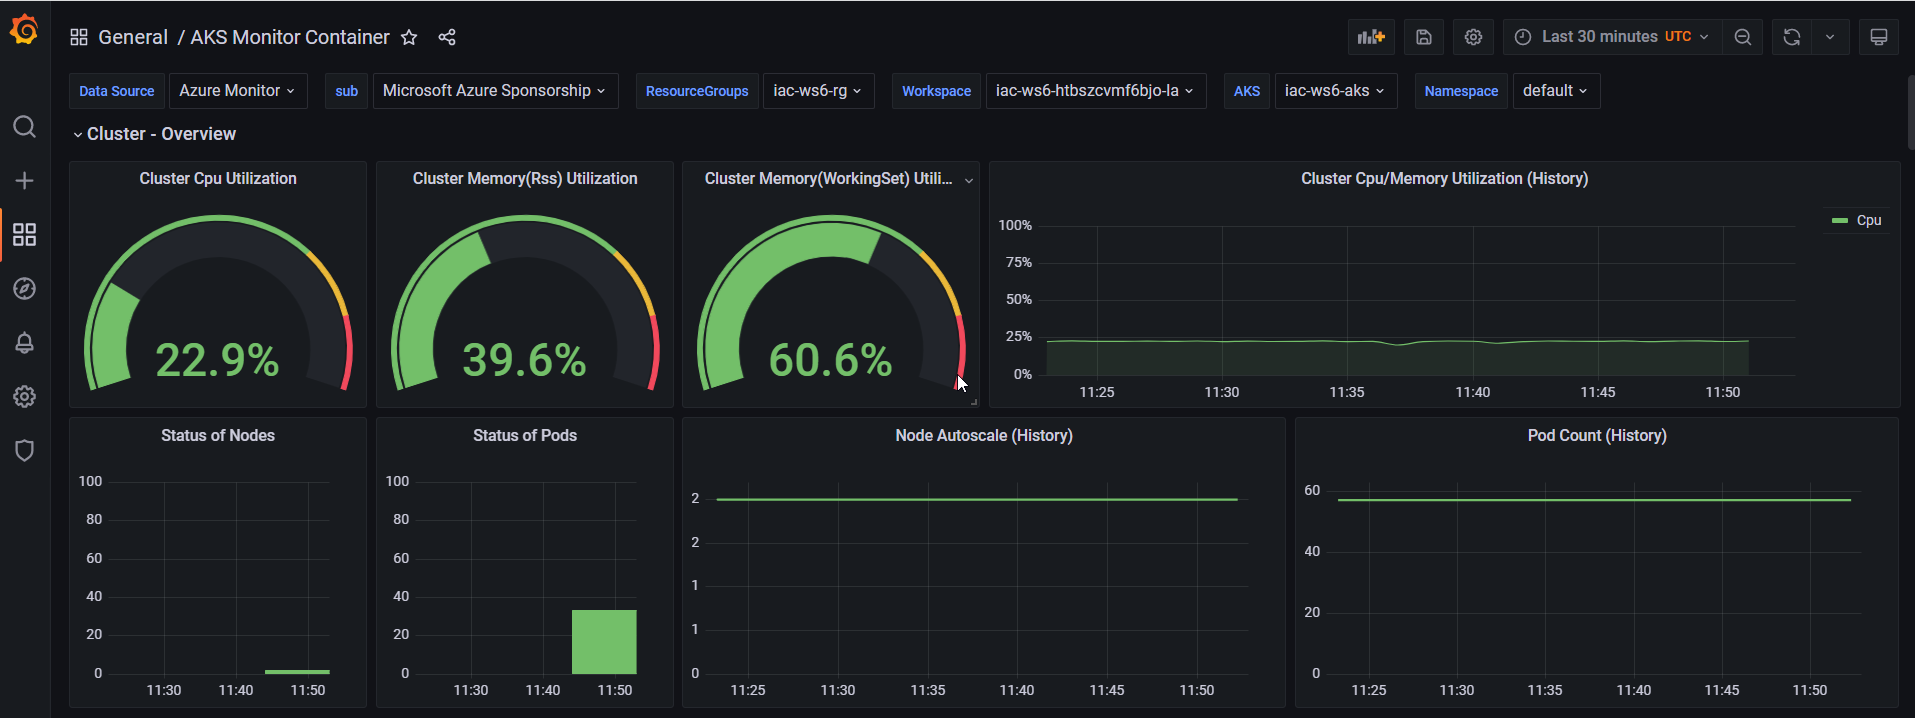 General / AKS Monitor Container
Last 30 minutes UTC
Data Source Azure Monitor sub Microsoft Azure Sponsorship ResourceGroups iac-ws6-rg Workspace iac-ws6-htbszcvmf6bjo-la AKS iac-ws6-aks Namespace default
Cluster - Overview
Cluster Cpu Utilization
22.9%
Cluster Memory(Rss) Utilization
39.6%
Cluster Memory(WorkingSet) Utili...
60.6%
Cluster Cpu/Memory Utilization (History)
Cpu
100%
75%
50%
25%
0%
11:25 11:30 11:35 11:40 11:45 11:50
Status of Nodes
100
80
60
40
20
0
11:30 11:40 11:50
Status of Pods
100
80
60
40
20
0
11:30 11:40 11:50
Node Autoscale (History)
2
2
1
1
0
11:25 11:30 11:35 11:40 11:45 11:50
Pod Count (History)
60
40
20
0
11:25 11:30 11:35 11:40 11:45 11:50